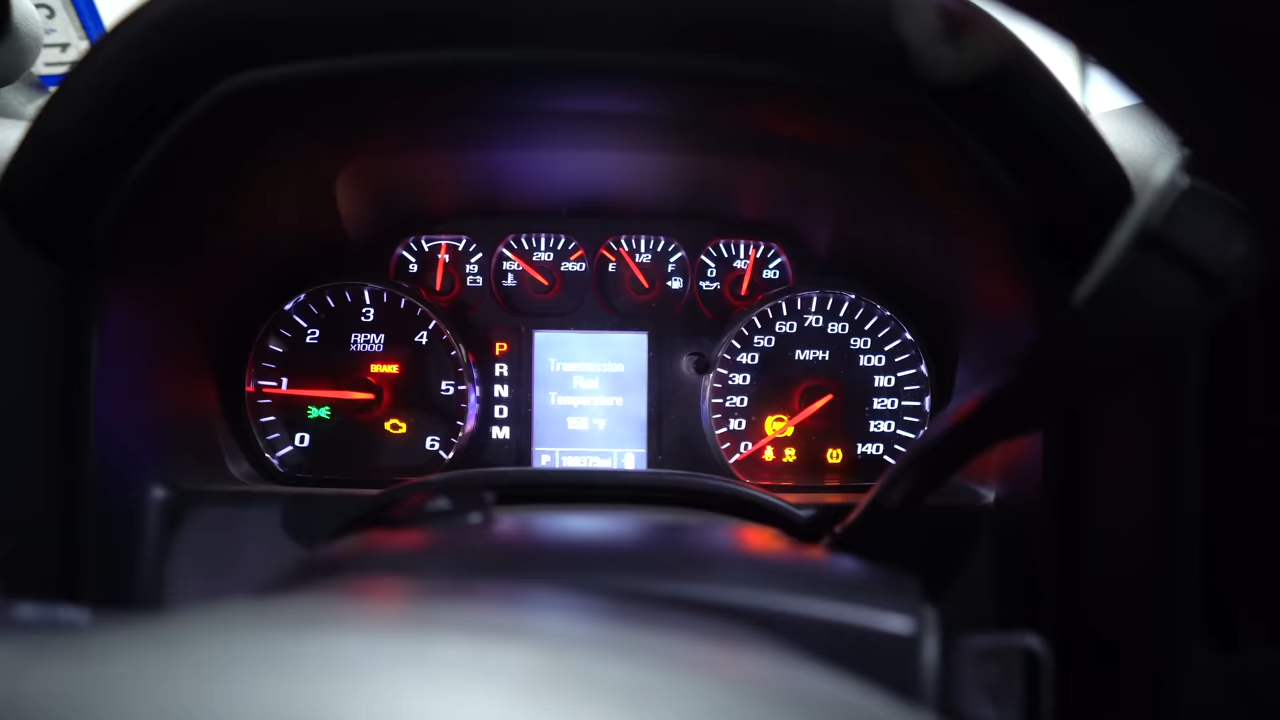 9 19
160 210 260
E 1/2 F
0 40 80
0 1 2 3 4 5 6
RPM
x1000
BRAKE
P
R
N
D
M
Transmission
Fluid
Temperature
P
0 10 20 30 40 50 60 70 80 90 100 110 120 130 140
MPH